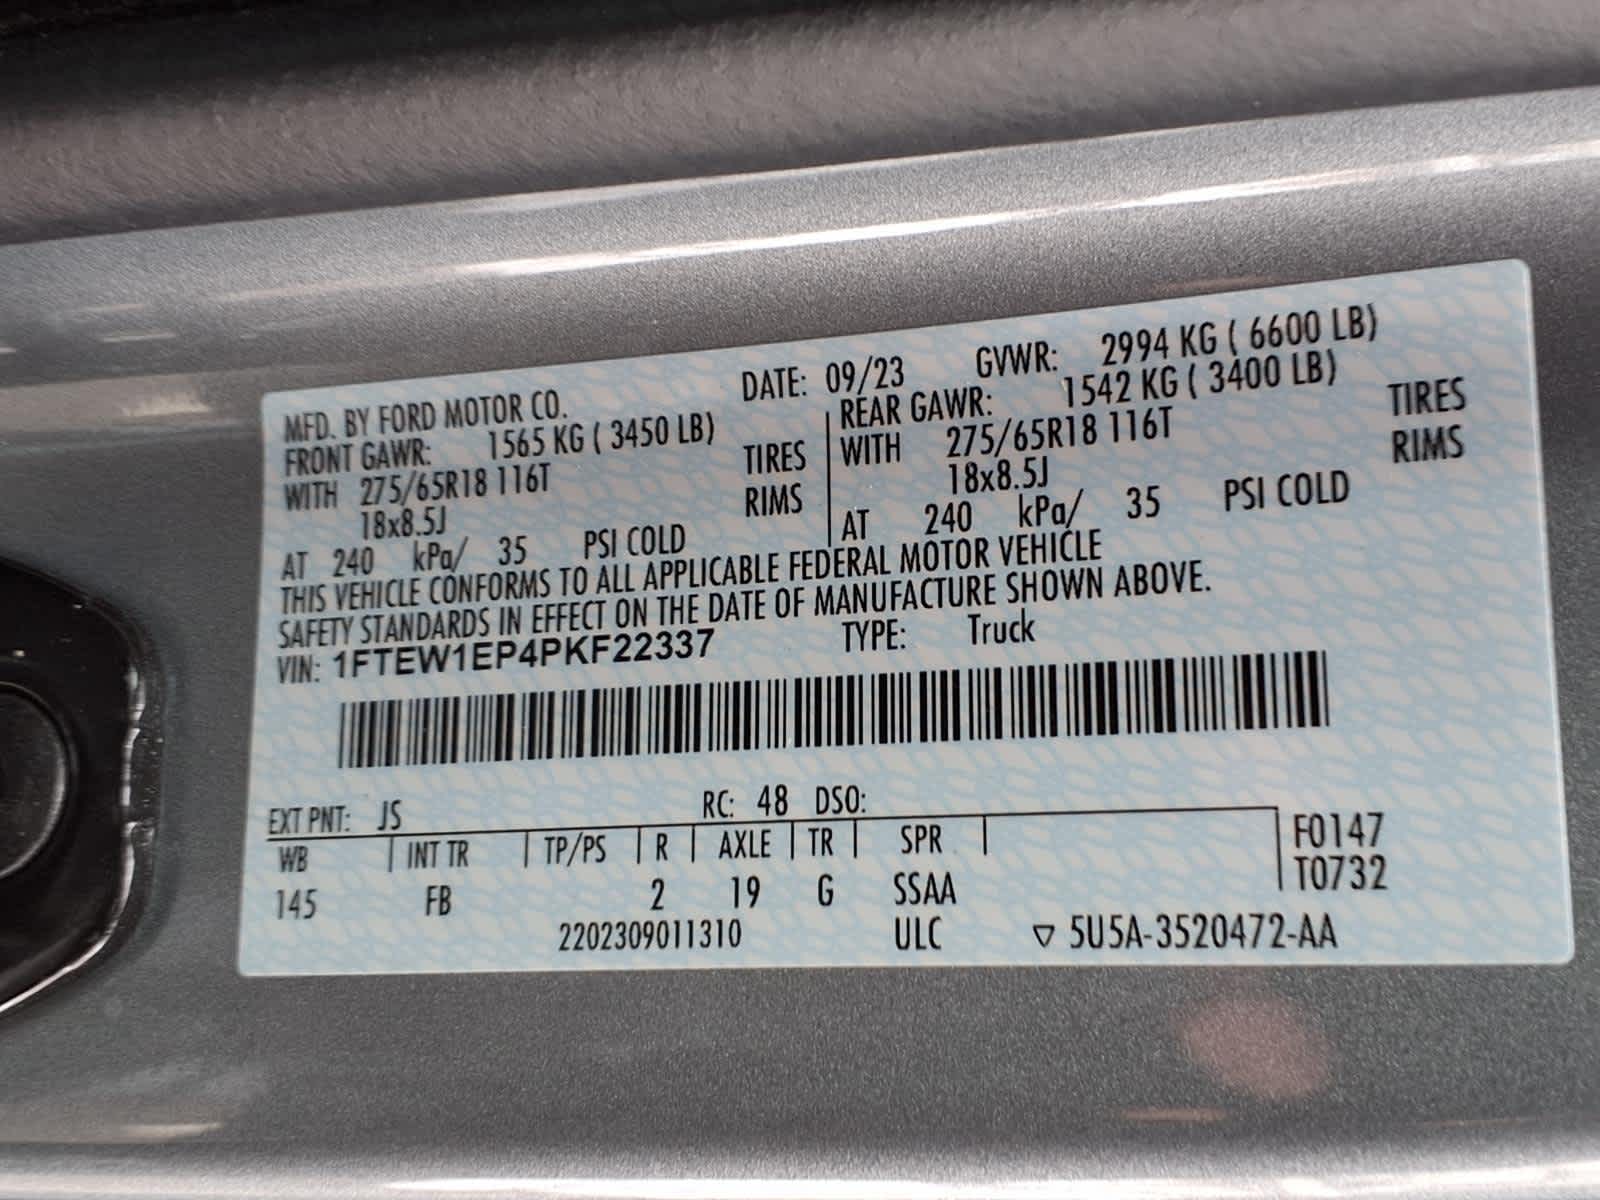 MFD. BY FORD MOTOR CO. DATE: 09/23 GVWR: 2994 KG ( 6600 LB)
FRONT GAWR: 1565 KG ( 3450 LB) REAR GAWR: 1542 KG ( 3400 LB)
WITH 275/65R18 116T TIRES WITH 275/65R18 116T TIRES
18x8.5J RIMS 18x8.5J RIMS
AT 240 kPa/ 35 PSI COLD AT 240 kPa/ 35 PSI COLD
THIS VEHICLE CONFORMS TO ALL APPLICABLE FEDERAL MOTOR VEHICLE
SAFETY STANDARDS IN EFFECT ON THE DATE OF MANUFACTURE SHOWN ABOVE.
VIN: 1FTEW1EP4PKF22337 TYPE: Truck
EXT PNT: JS RC: 48 DSO:
WB INT TR TP/PS R AXLE TR SPR F0147
145 FB 2 19 G SSAA T0732
2202309011310 ULC ▽ 5U5A-3520472-AA